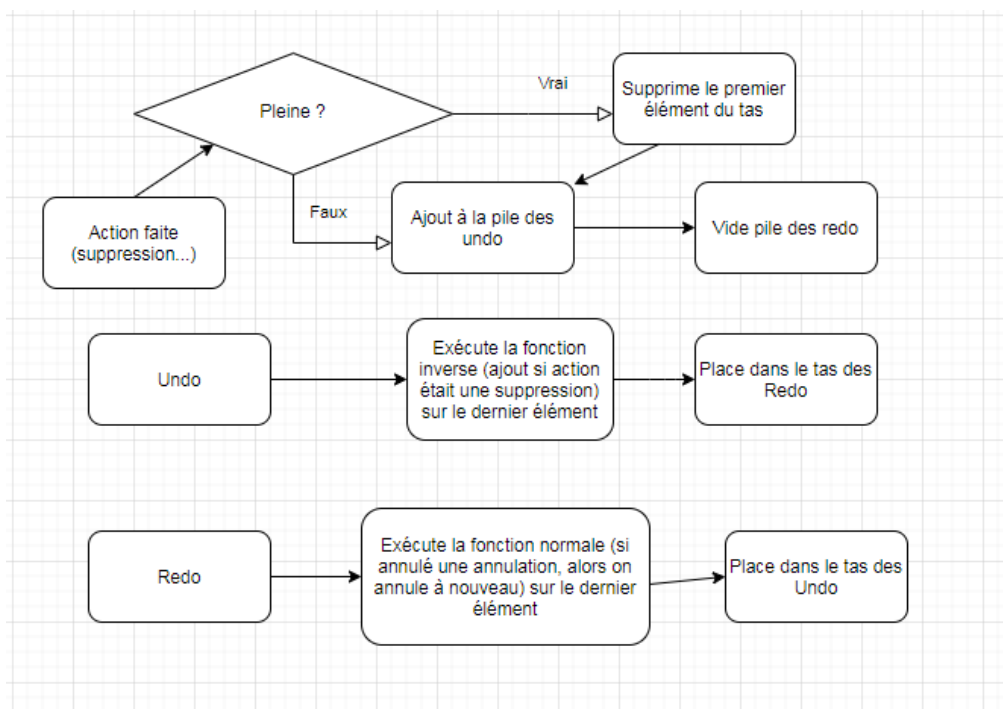 Pleine ?
Vrai
Supprime le premier
élément du tas
Action faite
(suppression...)
Faux
Ajout à la pile des
undo
Vide pile des redo
Undo
Exécute la fonction
inverse (ajout si action
était une suppression)
sur le dernier élément
Place dans le tas des
Redo
Redo
Exécute la fonction normale (si
annulé une annulation, alors on
annule à nouveau) sur le dernier
élément
Place dans le tas des
Undo